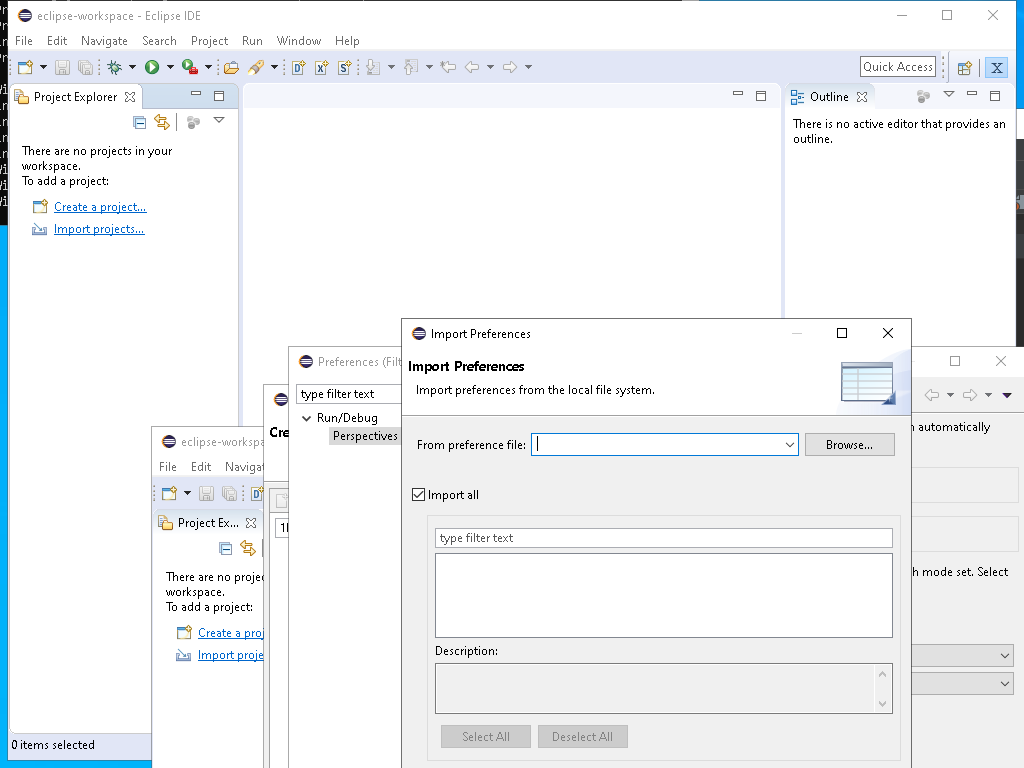 eclipse-workspace - Eclipse IDE
File Edit Navigate Search Project Run Window Help
Quick Access
Project Explorer
Outline
There are no projects in your
workspace.
To add a project:
Create a project...
Import projects...
There is no active editor that provides an
outline.
0 items selected
eclipse-workspa
File Edit Navigat
Project Ex...
There are no projec
workspace.
To add a project:
Create a proj
Import proje
Cre
Preferences (Filt
type filter text
Run/Debug
Perspectives
automatically
h mode set. Select
Import Preferences
Import Preferences
Import preferences from the local file system.
From preference file:
Browse...
Import all
type filter text
Description:
Select All
Deselect All